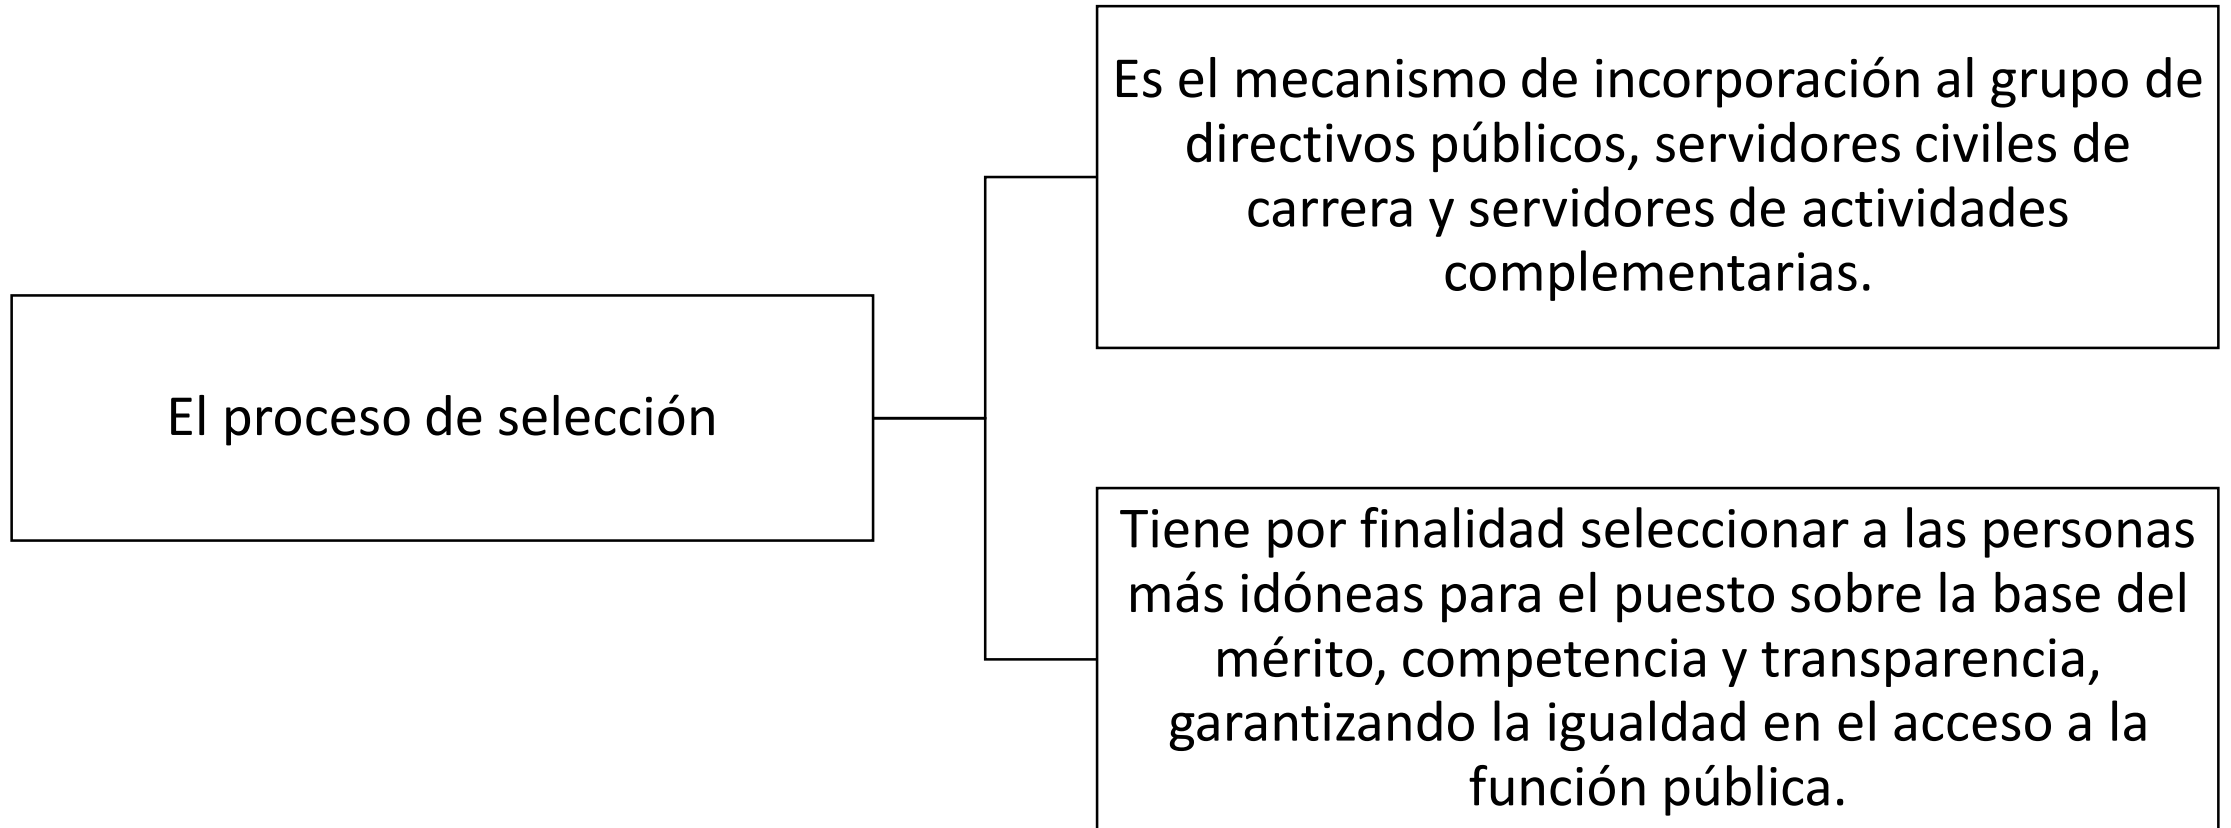 El proceso de selección
Es el mecanismo de incorporación al grupo de
directivos públicos, servidores civiles de
carrera y servidores de actividades
complementarias.
Tiene por finalidad seleccionar a las personas
más idóneas para el puesto sobre la base del
mérito, competencia y transparencia,
garantizando la igualdad en el acceso a la
función pública.